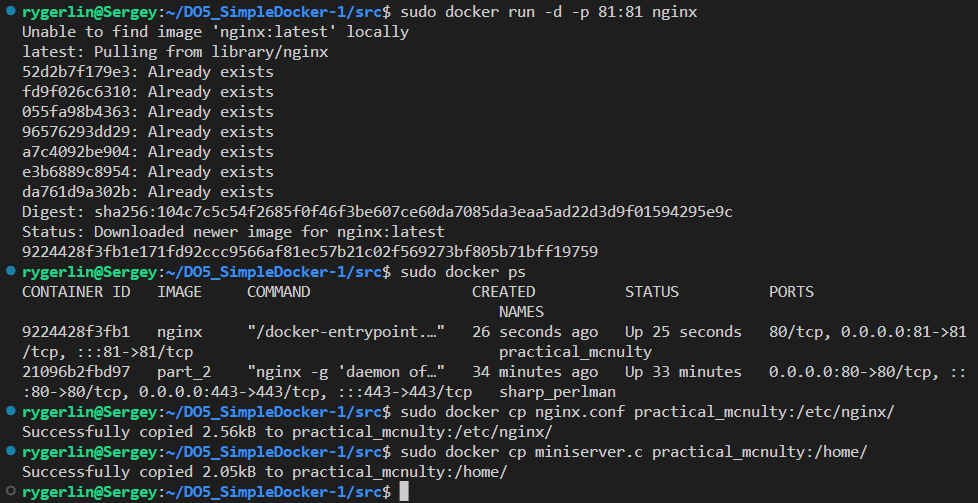 rygerlin@Sergey:~/DO5_SimpleDocker-1/src$ sudo docker run -d -p 81:81 nginx
Unable to find image 'nginx:latest' locally
latest: Pulling from library/nginx
52d2b7f179e3: Already exists
fd9f026c6310: Already exists
055fa98b4363: Already exists
96576293dd29: Already exists
a7c4092be904: Already exists
e3b6889c8954: Already exists
da761d9a302b: Already exists
Digest: sha256:104c7c5c54f2685f0f46f3be607ce60da7085da3eaa5ad22d3d9f01594295e9c
Status: Downloaded newer image for nginx:latest
9224428f3fb1e171fd92ccc9566af81ec57b21c02f569273bf805b71bff19759
rygerlin@Sergey:~/DO5_SimpleDocker-1/src$ sudo docker ps
CONTAINER ID   IMAGE     COMMAND                  CREATED          STATUS          PORTS
NAMES
9224428f3fb1   nginx     "/docker-entrypoint.…"   26 seconds ago   Up 25 seconds   80/tcp, 0.0.0.0:81->81
/tcp, :::81->81/tcp                               practical_mcnulty
21096b2fbd97   part_2    "nginx -g 'daemon of…"   34 minutes ago   Up 33 minutes   0.0.0.0:80->80/tcp, ::
:80->80/tcp, 0.0.0.0:443->443/tcp, :::443->443/tcp   sharp_perlman
rygerlin@Sergey:~/DO5_SimpleDocker-1/src$ sudo docker cp nginx.conf practical_mcnulty:/etc/nginx/
Successfully copied 2.56kB to practical_mcnulty:/etc/nginx/
rygerlin@Sergey:~/DO5_SimpleDocker-1/src$ sudo docker cp miniserver.c practical_mcnulty:/home/
Successfully copied 2.05kB to practical_mcnulty:/home/
rygerlin@Sergey:~/DO5_SimpleDocker-1/src$